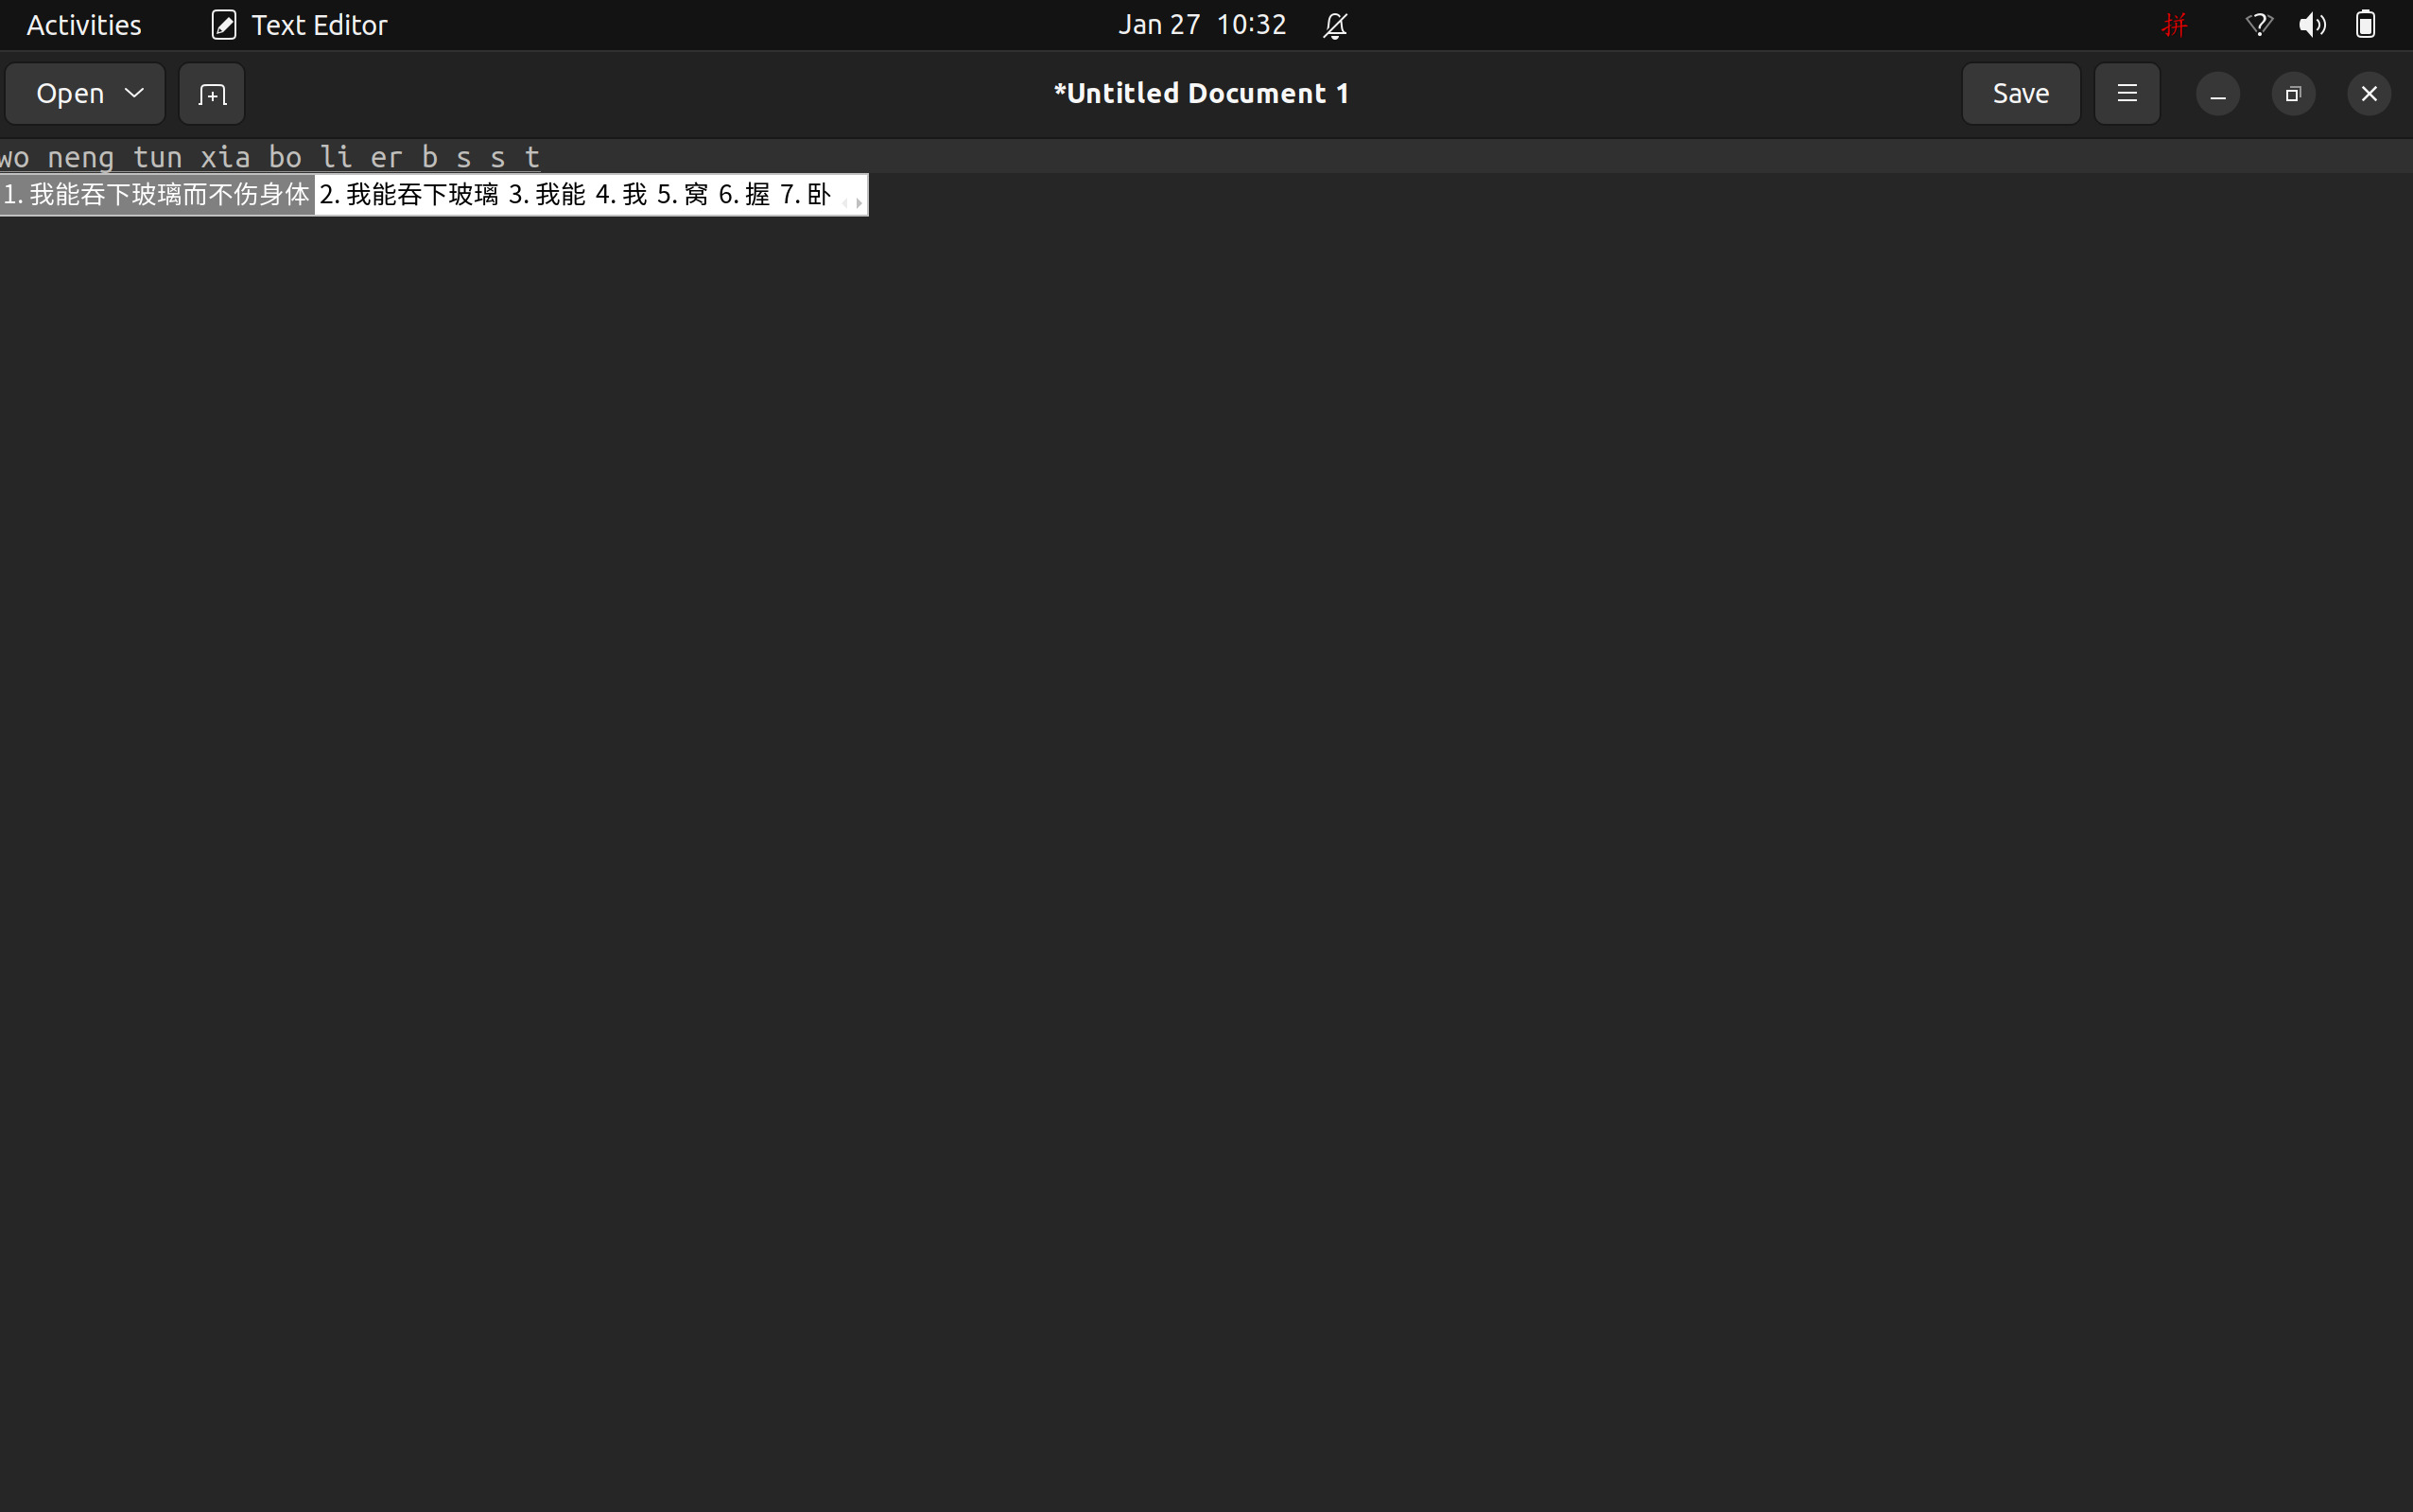 Activities Text Editor Jan 27 10:32 拼
Open *Untitled Document 1 Save
wo neng tun xia bo li er b s s t
1. 我能吞下玻璃而不伤身体 2. 我能吞下玻璃 3. 我能 4. 我 5. 窝 6. 握 7. 卧